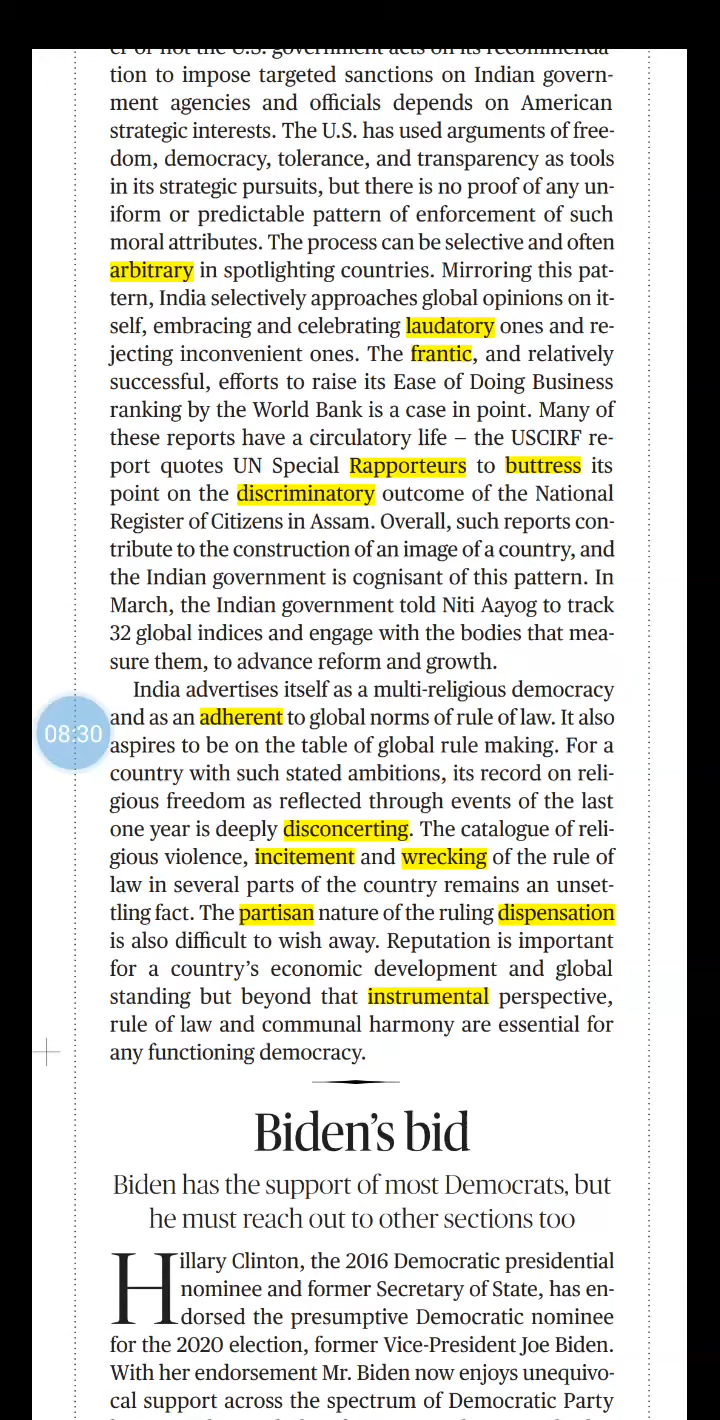 er or not the U.S. government acts on its recommenda-
tion to impose targeted sanctions on Indian govern-
ment agencies and officials depends on American
strategic interests. The U.S. has used arguments of free-
dom, democracy, tolerance, and transparency as tools
in its strategic pursuits, but there is no proof of any un-
iform or predictable pattern of enforcement of such
moral attributes. The process can be selective and often
arbitrary in spotlighting countries. Mirroring this pat-
tern, India selectively approaches global opinions on it-
self, embracing and celebrating laudatory ones and re-
jecting inconvenient ones. The frantic, and relatively
successful, efforts to raise its Ease of Doing Business
ranking by the World Bank is a case in point. Many of
these reports have a circulatory life – the USCIRF re-
port quotes UN Special Rapporteurs to buttress its
point on the discriminatory outcome of the National
Register of Citizens in Assam. Overall, such reports con-
tribute to the construction of an image of a country, and
the Indian government is cognisant of this pattern. In
March, the Indian government told Niti Aayog to track
32 global indices and engage with the bodies that mea-
sure them, to advance reform and growth.
India advertises itself as a multi-religious democracy
08:30
and as an adherent to global norms of rule of law. It also
aspires to be on the table of global rule making. For a
country with such stated ambitions, its record on reli-
gious freedom as reflected through events of the last
one year is deeply disconcerting. The catalogue of reli-
gious violence, incitement and wrecking of the rule of
law in several parts of the country remains an unset-
tling fact. The partisan nature of the ruling dispensation
is also difficult to wish away. Reputation is important
for a country's economic development and global
standing but beyond that instrumental perspective,
rule of law and communal harmony are essential for
any functioning democracy.
Biden's bid
Biden has the support of most Democrats, but
he must reach out to other sections too
Hillary Clinton, the 2016 Democratic presidential
nominee and former Secretary of State, has en-
dorsed the presumptive Democratic nominee
for the 2020 election, former Vice-President Joe Biden.
With her endorsement Mr. Biden now enjoys unequivo-
cal support across the spectrum of Democratic Party